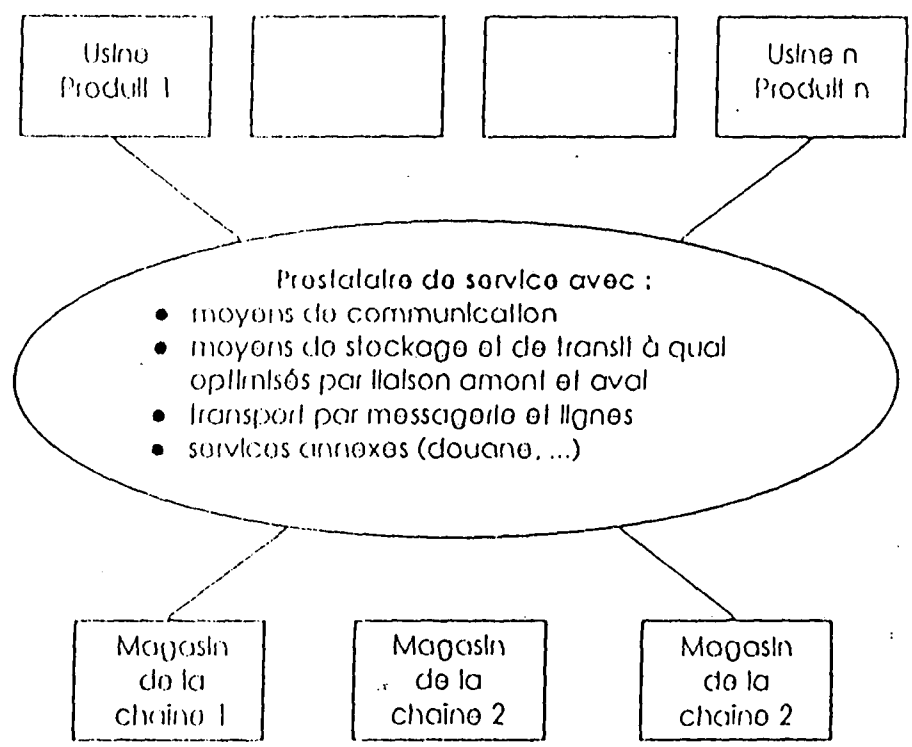 Usine
Produit 1
Usine n
Produit n
Prestataire de service avec :
• moyens de communication
• moyens de stockage et de transit à quai
optimisés par liaison amont et aval
• transport par messagerie et lignes
• services annexes (douane, ...)
Magasin
de la
chaine 1
Magasin
de la
chaine 2
Magasin
de la
chaine 2